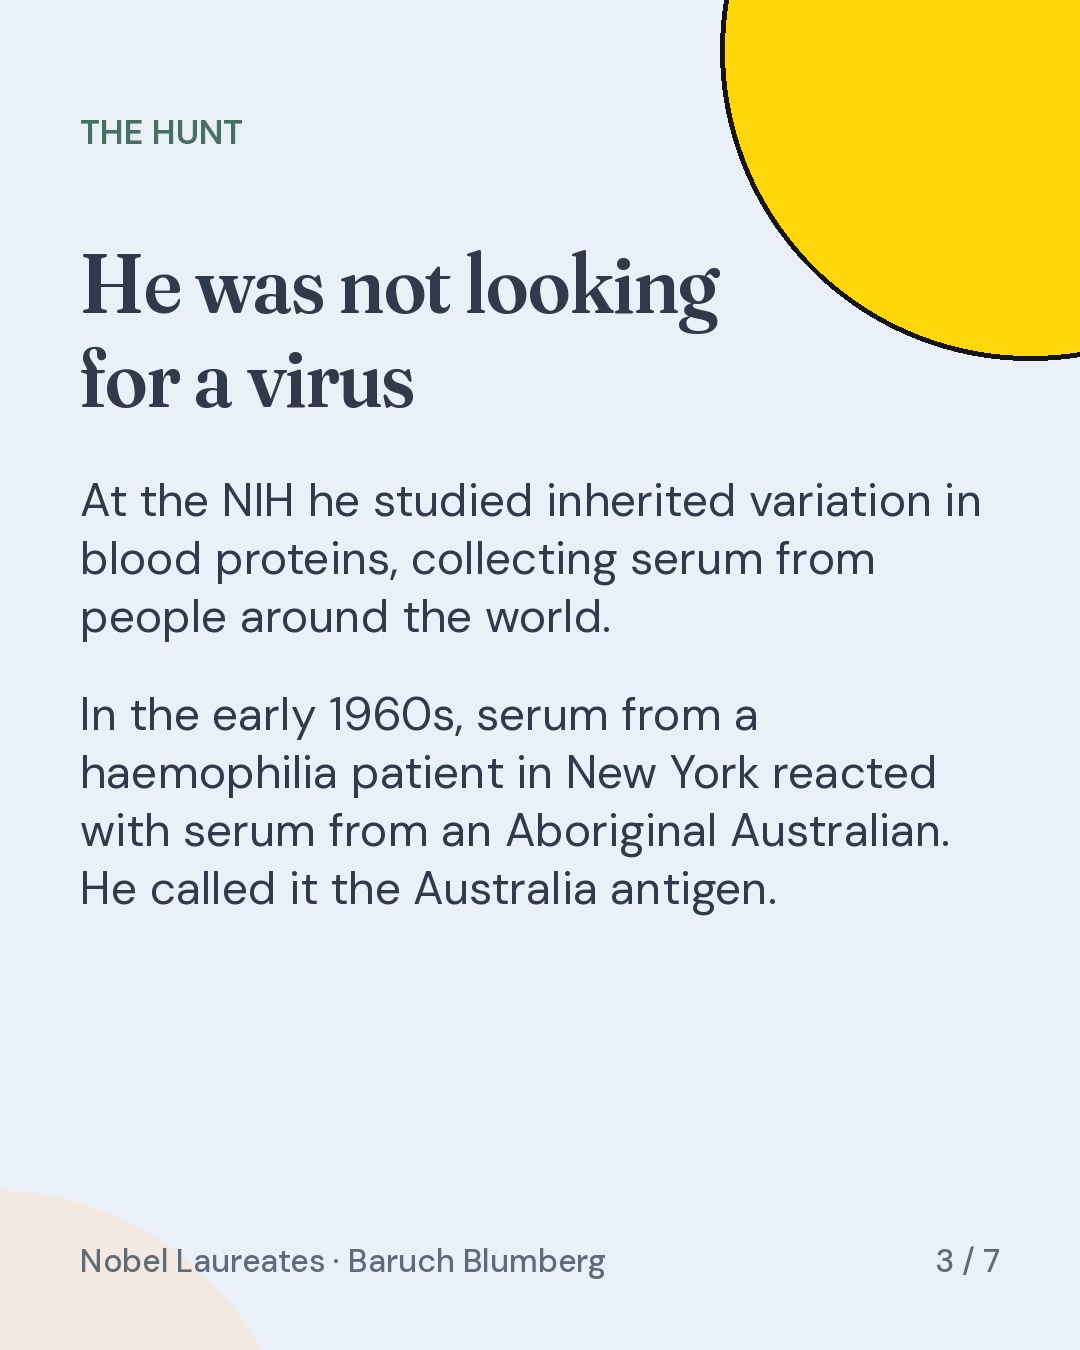 THE HUNT
He was not looking
for a virus
At the NIH he studied inherited variation in
blood proteins, collecting serum from
people around the world.
In the early 1960s, serum from a
haemophilia patient in New York reacted
with serum from an Aboriginal Australian.
He called it the Australia antigen.
Nobel Laureates · Baruch Blumberg
3 / 7